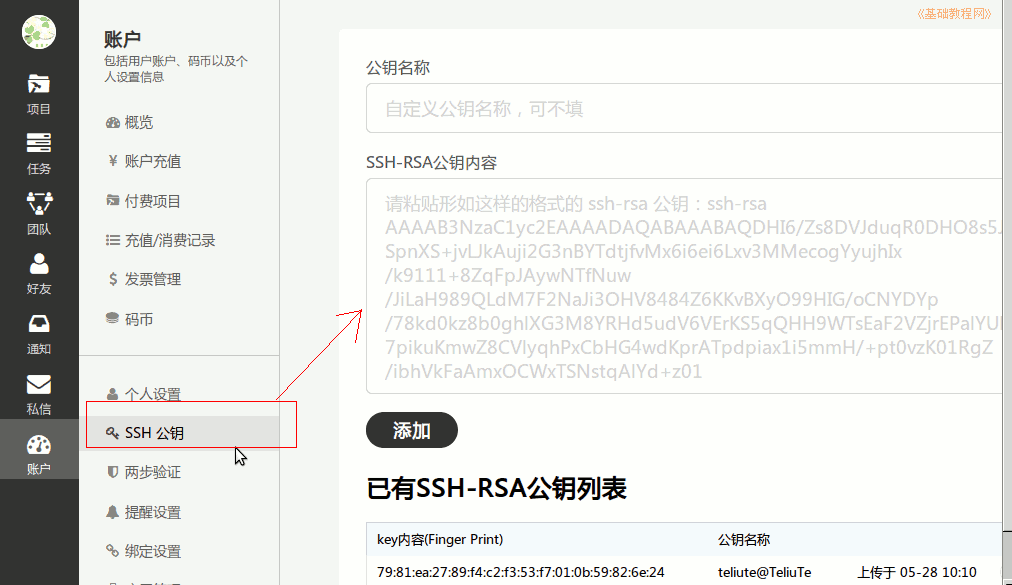 《基础教程网》
项目
任务
团队
好友
通知
私信
账户
账户
包括用户账户、码币以及个
人设置信息
概览
¥ 账户充值
付费项目
充值/消费记录
$ 发票管理
码币
个人设置
SSH 公钥
两步验证
提醒设置
绑定设置
公钥名称
自定义公钥名称，可不填
SSH-RSA公钥内容
请粘贴形如这样的格式的 ssh-rsa 公钥：ssh-rsa
AAAAB3NzaC1yc2EAAAADAQABAAABAQDHI6/Zs8DVJduqR0DHO8s5J
SpnXS+jvLJkAuji2G3nBYTdtjfvMx6i6ei6Lxv3MMecogYyujhIx
/k9111+8ZqFpJAywNTfNuw
/JiLaH989QLdM7F2NaJi3OHV8484Z6KKvBXyO99HIG/oCNYDYp
/78kd0kz8b0ghlXG3M8YRHd5udV6VErKS5qQHH9WTsEaF2VZjrEPalYUI
7pikuKmwZ8CVlyqhPxCbHG4wdKprATpdpiax1i5mmH/+pt0vzK01RgZ
/ibhVkFaAmxOCWxTSNstqAIYd+z01
添加
已有SSH-RSA公钥列表
key内容(Finger Print) 公钥名称
79:81:ea:27:89:f4:c2:f3:53:f7:01:0b:59:82:6e:24 teliute@TeliuTe 上传于 05-28 10:10